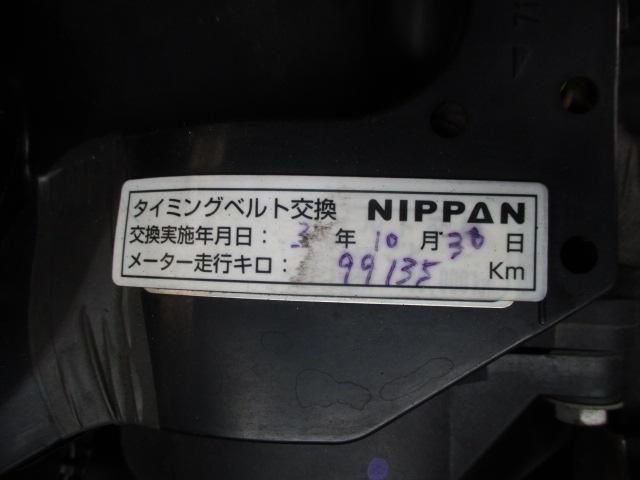 71
タイミングベルト交換 NIPPAN
交換実施年月日: 3 年 10 月 30 日
メーター走行キロ: 99135 Km